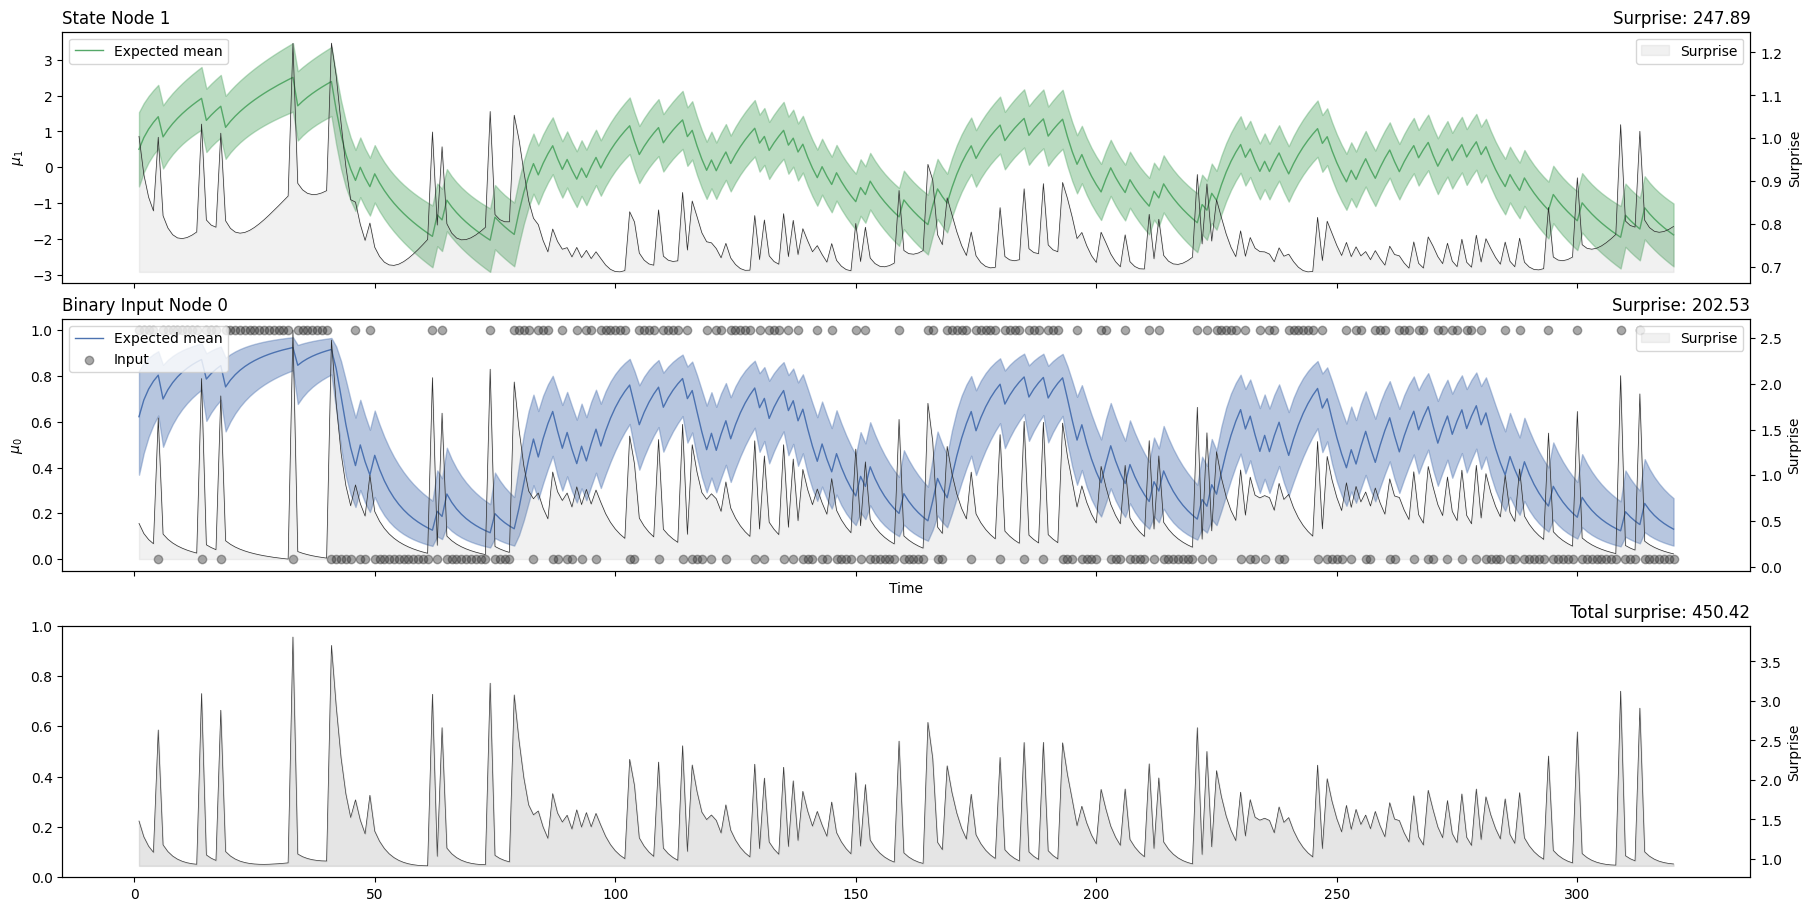 State Node 1
Surprise: 247.89
Expected mean
Surprise
3
2
1
0
−1
−2
−3
μ1
1.2
1.1
1.0
0.9
0.8
0.7
Surprise
Binary Input Node 0
Surprise: 202.53
Expected mean
Input
Surprise
1.0
0.8
0.6
0.4
0.2
0.0
μ0
2.5
2.0
1.5
1.0
0.5
0.0
Surprise
Time
Total surprise: 450.42
1.0
0.8
0.6
0.4
0.2
0.0
3.5
3.0
2.5
2.0
1.5
1.0
Surprise
0 50 100 150 200 250 300